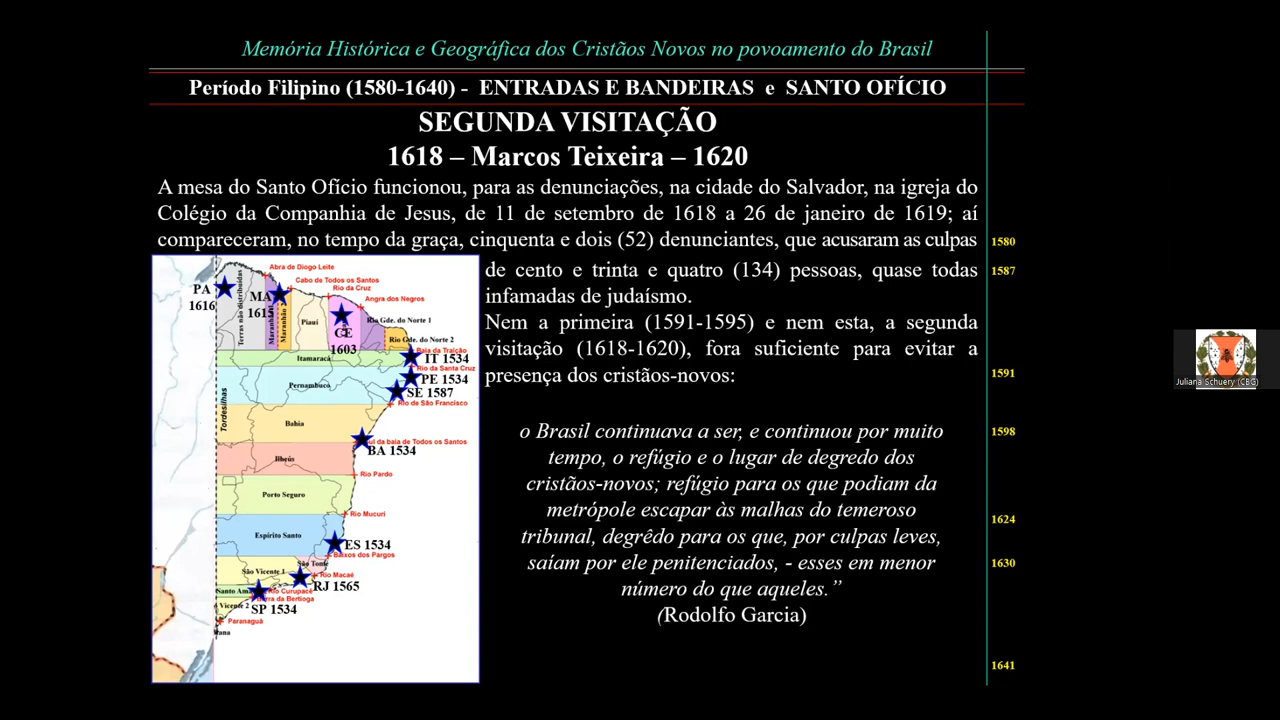 Memória Histórica e Geográfica dos Cristãos Novos no povoamento do Brasil
Período Filipino (1580-1640) - ENTRADAS E BANDEIRAS e SANTO OFÍCIO
SEGUNDA VISITAÇÃO
1618 – Marcos Teixeira – 1620
A mesa do Santo Ofício funcionou, para as denunciações, na cidade do Salvador, na igreja do
Colégio da Companhia de Jesus, de 11 de setembro de 1618 a 26 de janeiro de 1619; aí
compareceram, no tempo da graça, cinquenta e dois (52) denunciantes, que acusaram as culpas
de cento e trinta e quatro (134) pessoas, quase todas
infamadas de judaísmo.
Nem a primeira (1591-1595) e nem esta, a segunda
visitação (1618-1620), fora suficiente para evitar a
presença dos cristãos-novos:
o Brasil continuava a ser, e continuou por muito
tempo, o refúgio e o lugar de degredo dos
cristãos-novos; refúgio para os que podiam da
metrópole escapar às malhas do temeroso
tribunal, degrêdo para os que, por culpas leves,
saíam por ele penitenciados, - esses em menor
número do que aqueles.”
(Rodolfo Garcia)
Abra de Diogo Leite
Cabo de Todos os Santos
Rio da Cruz
Angra dos Negros
PA
1616
MA
Terras não distribuídas
Piauí
CE
1603
Rio Gde. do Norte 1
Rio Gde. do Norte 2
Baía da Traição
Itamaracá
IT 1534
Rio da Santa Cruz
PE 1534
Pernambuco
SE 1587
Rio de São Francisco
Tordesilhas
Bahia
BA 1534
Ilhéus
Rio Pardo
Porto Seguro
Rio Mucuri
Espírito Santo
ES 1534
Baixos dos Pargos
São Tomé
São Vicente 1
Rio Macaé
RJ 1565
Rio Curupacé
SP 1534
Paranaguá
1580
1587
1591
1598
1624
1630
1641
Juliana Schuery (CBG)